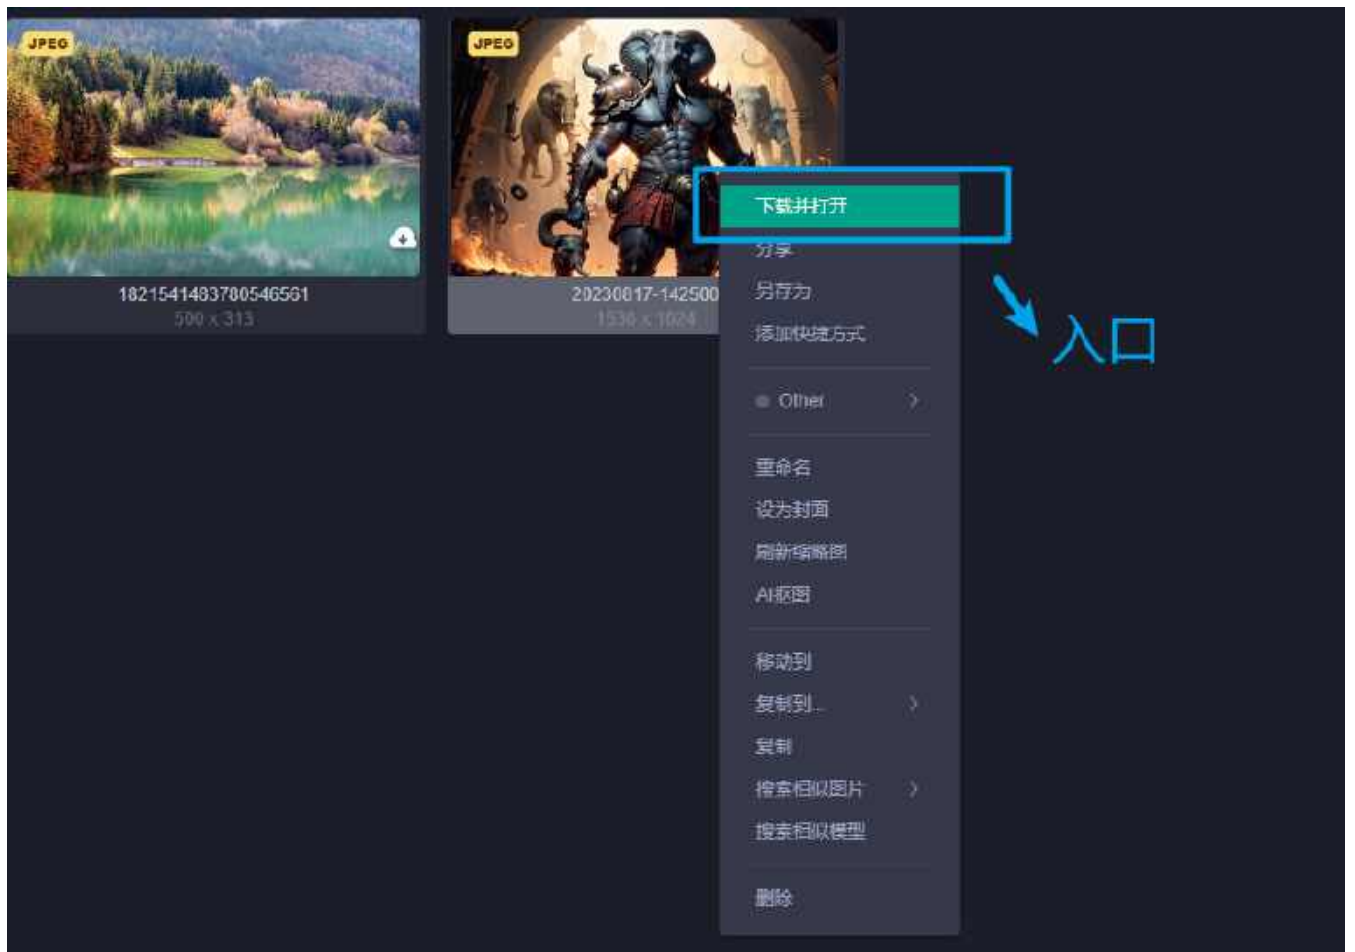 JPEG
JPEG
1821541483780546561
500 x 313
20230817-142500
1536 x 1024
下载并打开
分享
另存为
添加快捷方式
Other
重命名
设为封面
刷新缩略图
AI抠图
移动到
复制到...
复制
搜索相似图片
搜索相似模型
删除
入口